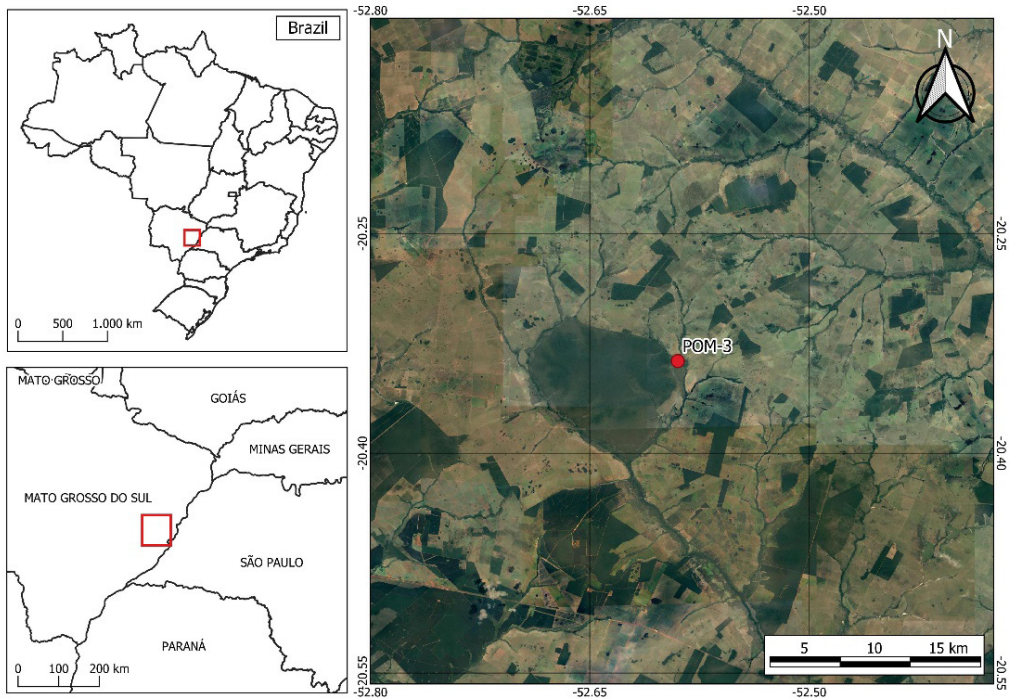 Brazil
0 500 1.000 km
MATO GROSSO
GOIÁS
MINAS GERAIS
MATO GROSSO DO SUL
SÃO PAULO
PARANÁ
0 100 200 km
-52.80 -52.65 -52.50
N
-20.25 -20.25
POM-3
-20.40 -20.40
5 10 15 km
-20.55 -20.55
-52.80 -52.65 -52.50